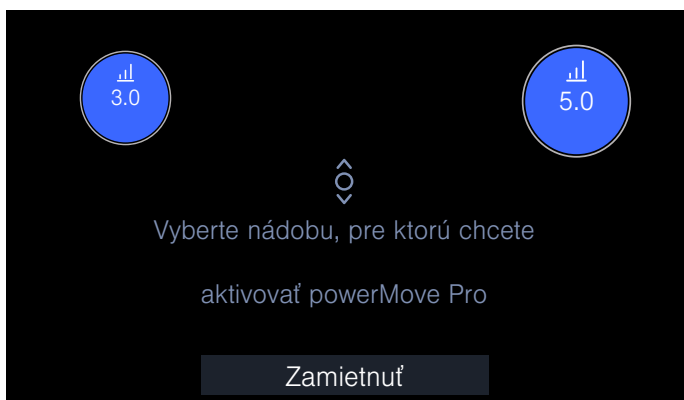 3.0
5.0
Vyberte nádobu, pre ktorú chcete
aktivovať powerMove Pro
Zamietnuť